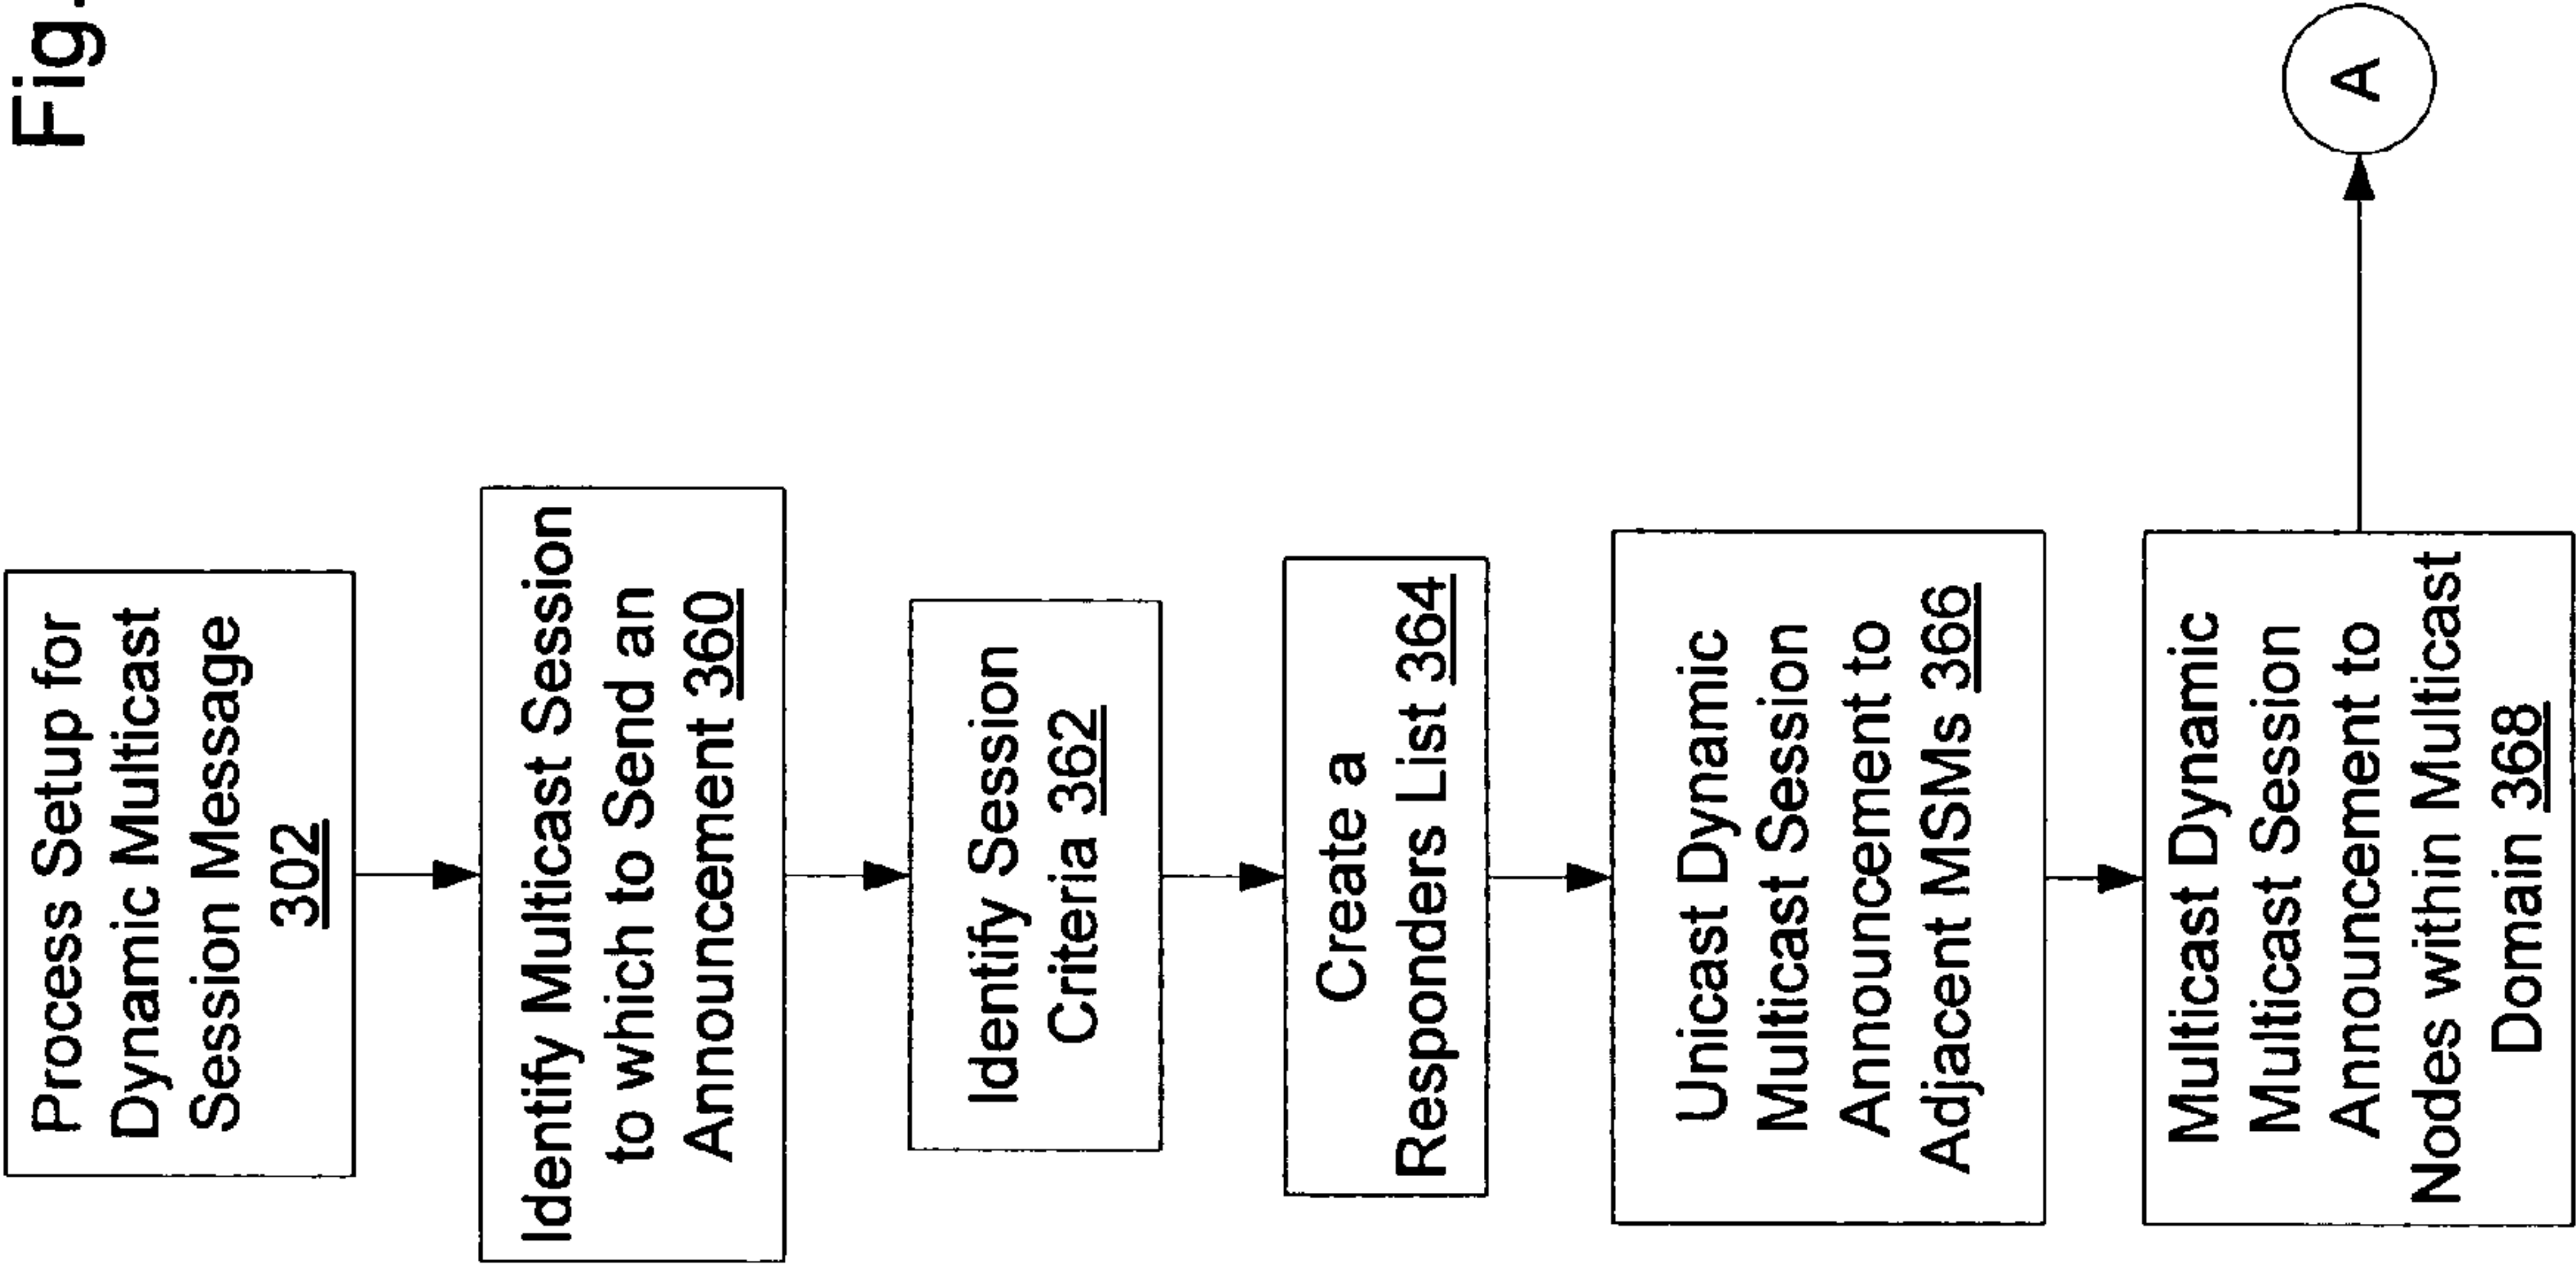 Fig.
Process Setup for
Dynamic Multicast
Session Message
302
Identify Multicast Session
to which to Send an
Announcement 360
Identify Session
Criteria 362
Create a
Responders List 364
Unicast Dynamic
Multicast Session
Announcement to
Adjacent MSMs 366
Multicast Dynamic
Multicast Session
Announcement to
Nodes within Multicast
Domain 368
A